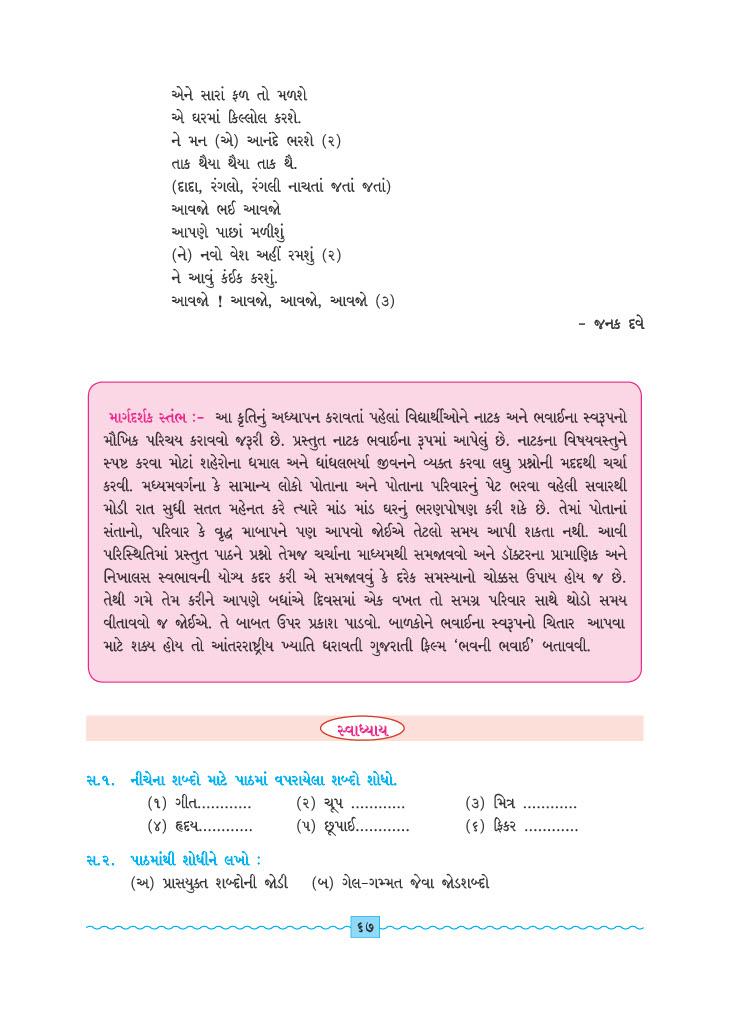 એને સારાં ફળ તો મળશે
એ ઘરમાં કિલ્લોલ કરશે.
ને મન (એ) આનંદે ભરશે (૨)
તાક થૈયા થૈયા તાક થૈ.
(દાદા, રંગલો, રંગલી નાચતાં જતાં જતાં)
આવજો ભઈ આવજો
આપણે પાછાં મળીશું
(ને) નવો વેશ અહીં રમશું (૨)
ને આવું કંઈક કરશું.
આવજો ! આવજો, આવજો, આવજો (૩)
- જનક દવે
માર્ગદર્શક સ્તંભ :- આ કૃતિનું અધ્યાપન કરાવતાં પહેલાં વિદ્યાર્થીઓને નાટક અને ભવાઈના સ્વરૂપનો
મૌખિક પરિચય કરાવવો જરૂરી છે. પ્રસ્તુત નાટક ભવાઈના રૂપમાં આપેલું છે. નાટકના વિષયવસ્તુને
સ્પષ્ટ કરવા મોટાં શહેરોના ધમાલ અને ધાંધલભર્યા જીવનને વ્યક્ત કરવા લઘુ પ્રશ્નોની મદદથી ચર્ચા
કરવી. મધ્યમવર્ગના કે સામાન્ય લોકો પોતાના અને પોતાના પરિવારનું પેટ ભરવા વહેલી સવારથી
મોડી રાત સુધી સતત મહેનત કરે ત્યારે માંડ માંડ ઘરનું ભરણપોષણ કરી શકે છે. તેમાં પોતાનાં
સંતાનો, પરિવાર કે વૃદ્ધ માબાપને પણ આપવો જોઈએ તેટલો સમય આપી શકતા નથી. આવી
પરિસ્થિતિમાં પ્રસ્તુત પાઠને પ્રશ્નો તેમજ ચર્ચાના માધ્યમથી સમજાવવો અને ડૉક્ટરના પ્રામાણિક અને
નિખાલસ સ્વભાવની યોગ્ય કદર કરી એ સમજાવવું કે દરેક સમસ્યાનો ચોક્કસ ઉપાય હોય જ છે.
તેથી ગમે તેમ કરીને આપણે બધાંએ દિવસમાં એક વખત તો સમગ્ર પરિવાર સાથે થોડો સમય
વીતાવવો જ જોઈએ. તે બાબત ઉપર પ્રકાશ પાડવો. બાળકોને ભવાઈના સ્વરૂપનો ચિતાર આપવા
માટે શક્ય હોય તો આંતરરાષ્ટ્રીય ખ્યાતિ ધરાવતી ગુજરાતી ફિલ્મ ‘ભવની ભવાઈ’ બતાવવી.
સ્વાધ્યાય
સ.૧. નીચેના શબ્દો માટે પાઠમાં વપરાયેલા શબ્દો શોધો.
(૧) ગીત............ (૨) ચૂપ ............ (૩) મિત્ર ............
(૪) હૃદય............ (૫) છૂપાઈ............ (૬) ફિકર ............
સ.૨. પાઠમાંથી શોધીને લખો :
(અ) પ્રાસયુક્ત શબ્દોની જોડી (બ) ગેલ-ગમ્મત જેવા જોડશબ્દો
૬૭